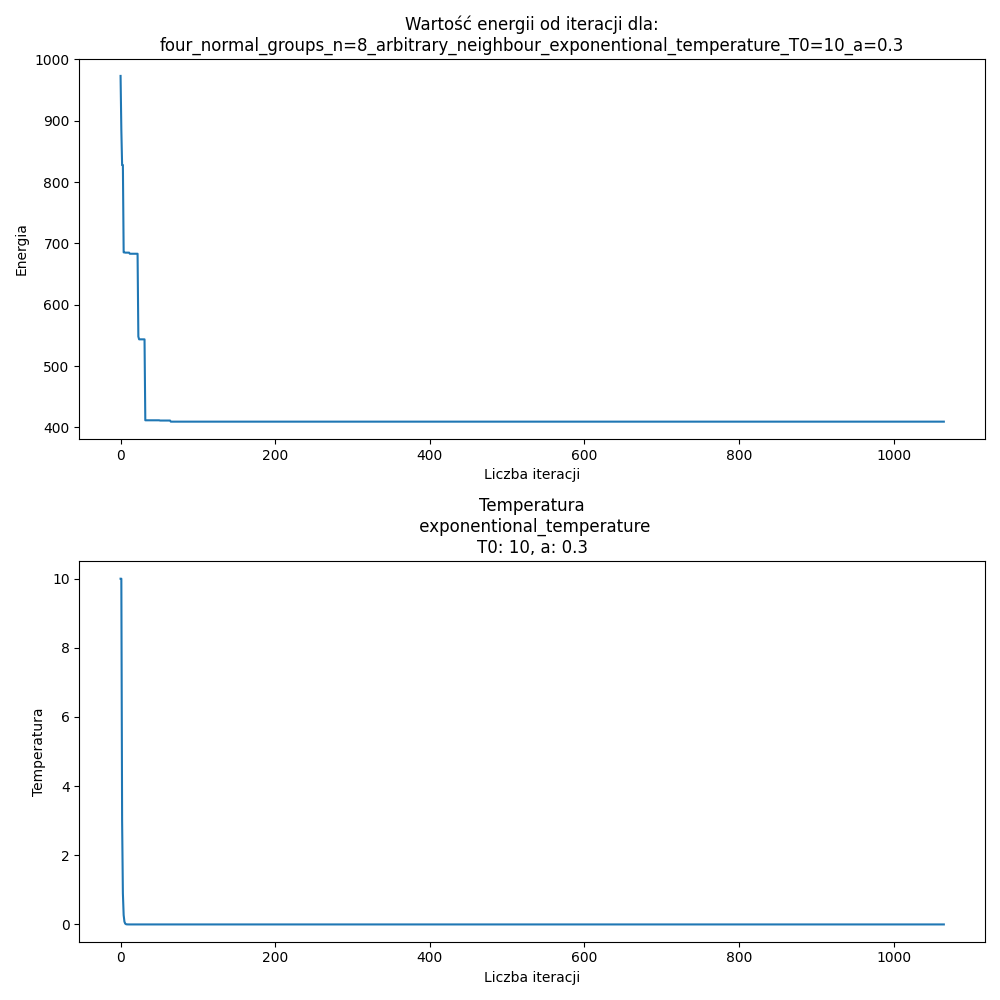 Wartość energii od iteracji dla:
four_normal_groups_n=8_arbitrary_neighbour_exponentional_temperature_T0=10_a=0.3
1000
900
800
700
600
500
400
Energia
0 200 400 600 800 1000
Liczba iteracji
Temperatura
exponentional_temperature
T0: 10, a: 0.3
10
8
6
4
2
0
Temperatura
0 200 400 600 800 1000
Liczba iteracji